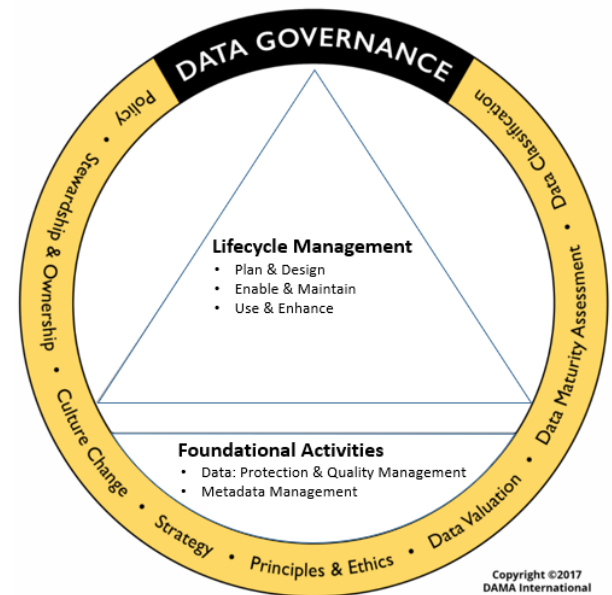 DATA GOVERNANCE
Policy • Stewardship & Ownership • Culture Change • Strategy • Principles & Ethics • Data Valuation • Data Maturity Assessment • Data Classification
Lifecycle Management
• Plan & Design
• Enable & Maintain
• Use & Enhance
Foundational Activities
• Data: Protection & Quality Management
• Metadata Management
Copyright ©2017
DAMA International